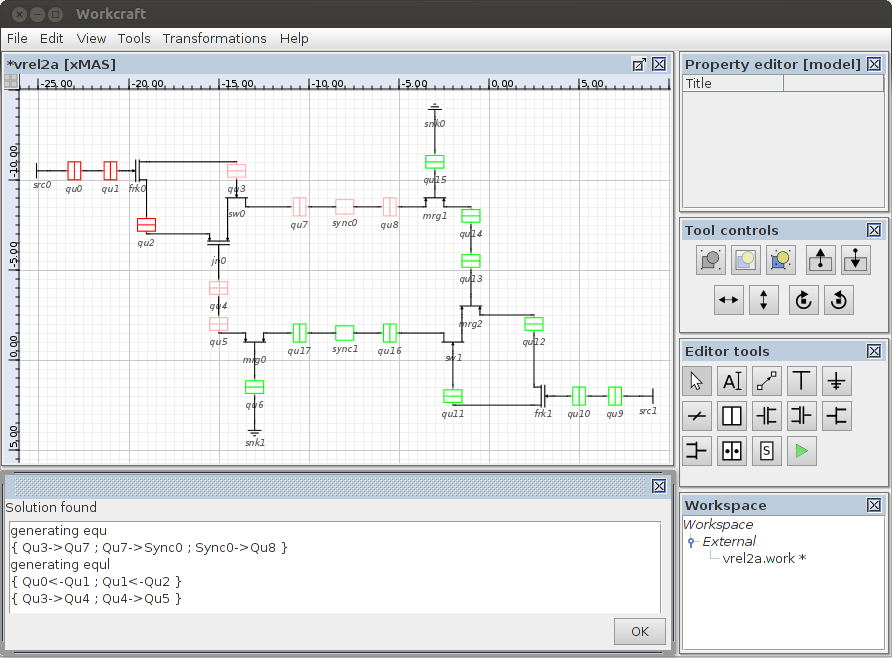 Workcraft
File Edit View Tools Transformations Help
*vrel2a [xMAS]
-25.00 -20.00 -15.00 -10.00 -5.00 0.00 5.00
-10.00
-5.00
0.00
5.00
snk0
src0 qu0 qu1 frk0 qu3 qu15
sw0 qu7 sync0 qu8 mrg1
qu2 qu14
jn0 qu13
qu4 mrg2
qu5 mrg0 qu17 sync1 qu16 sw1 qu12
qu6 qu11 frk1 qu10 qu9 src1
snk1
Property editor [model]
Title
Tool controls
Editor tools
A
S
Solution found
generating equ
{ Qu3->Qu7 ; Qu7->Sync0 ; Sync0->Qu8 }
generating equl
{ Qu0<-Qu1 ; Qu1<-Qu2 }
{ Qu3->Qu4 ; Qu4->Qu5 }
OK
Workspace
Workspace
External
vrel2a.work *